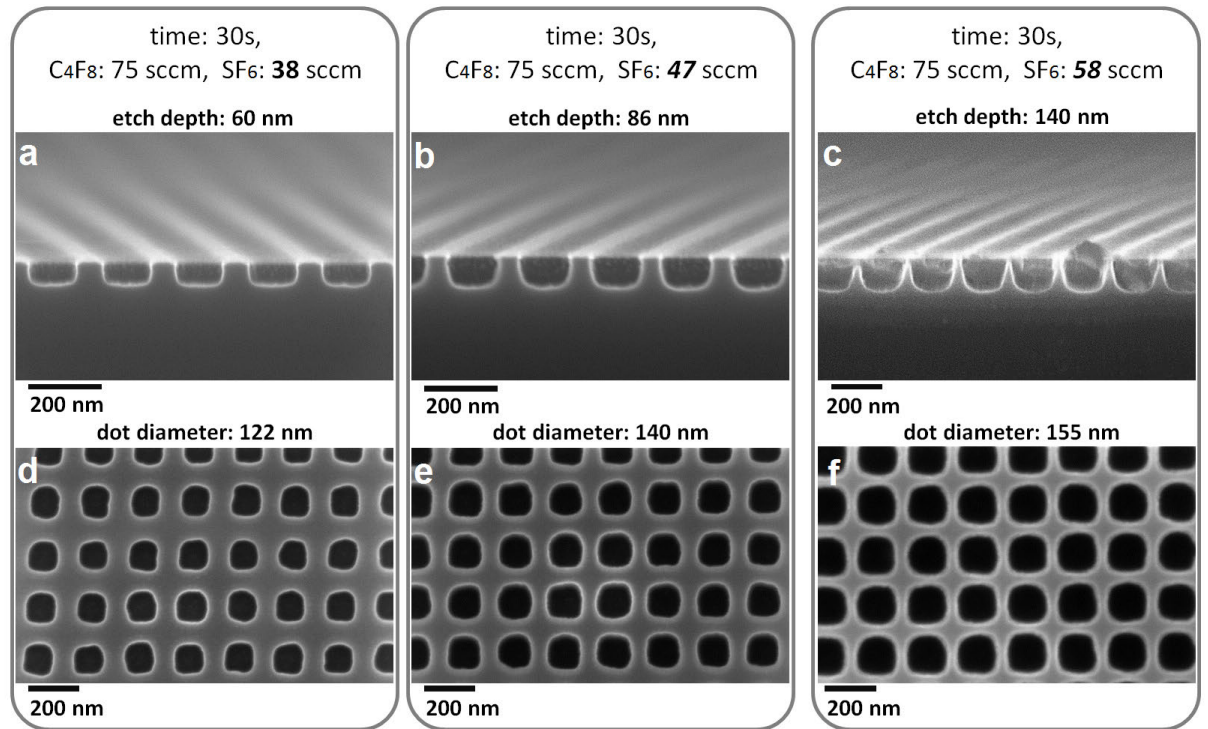 time: 30s,
C4F8: 75 sccm, SF6: 38 sccm
etch depth: 60 nm
a
200 nm
dot diameter: 122 nm
d
200 nm
time: 30s,
C4F8: 75 sccm, SF6: 47 sccm
etch depth: 86 nm
b
200 nm
dot diameter: 140 nm
e
200 nm
time: 30s,
C4F8: 75 sccm, SF6: 58 sccm
etch depth: 140 nm
c
200 nm
dot diameter: 155 nm
f
200 nm